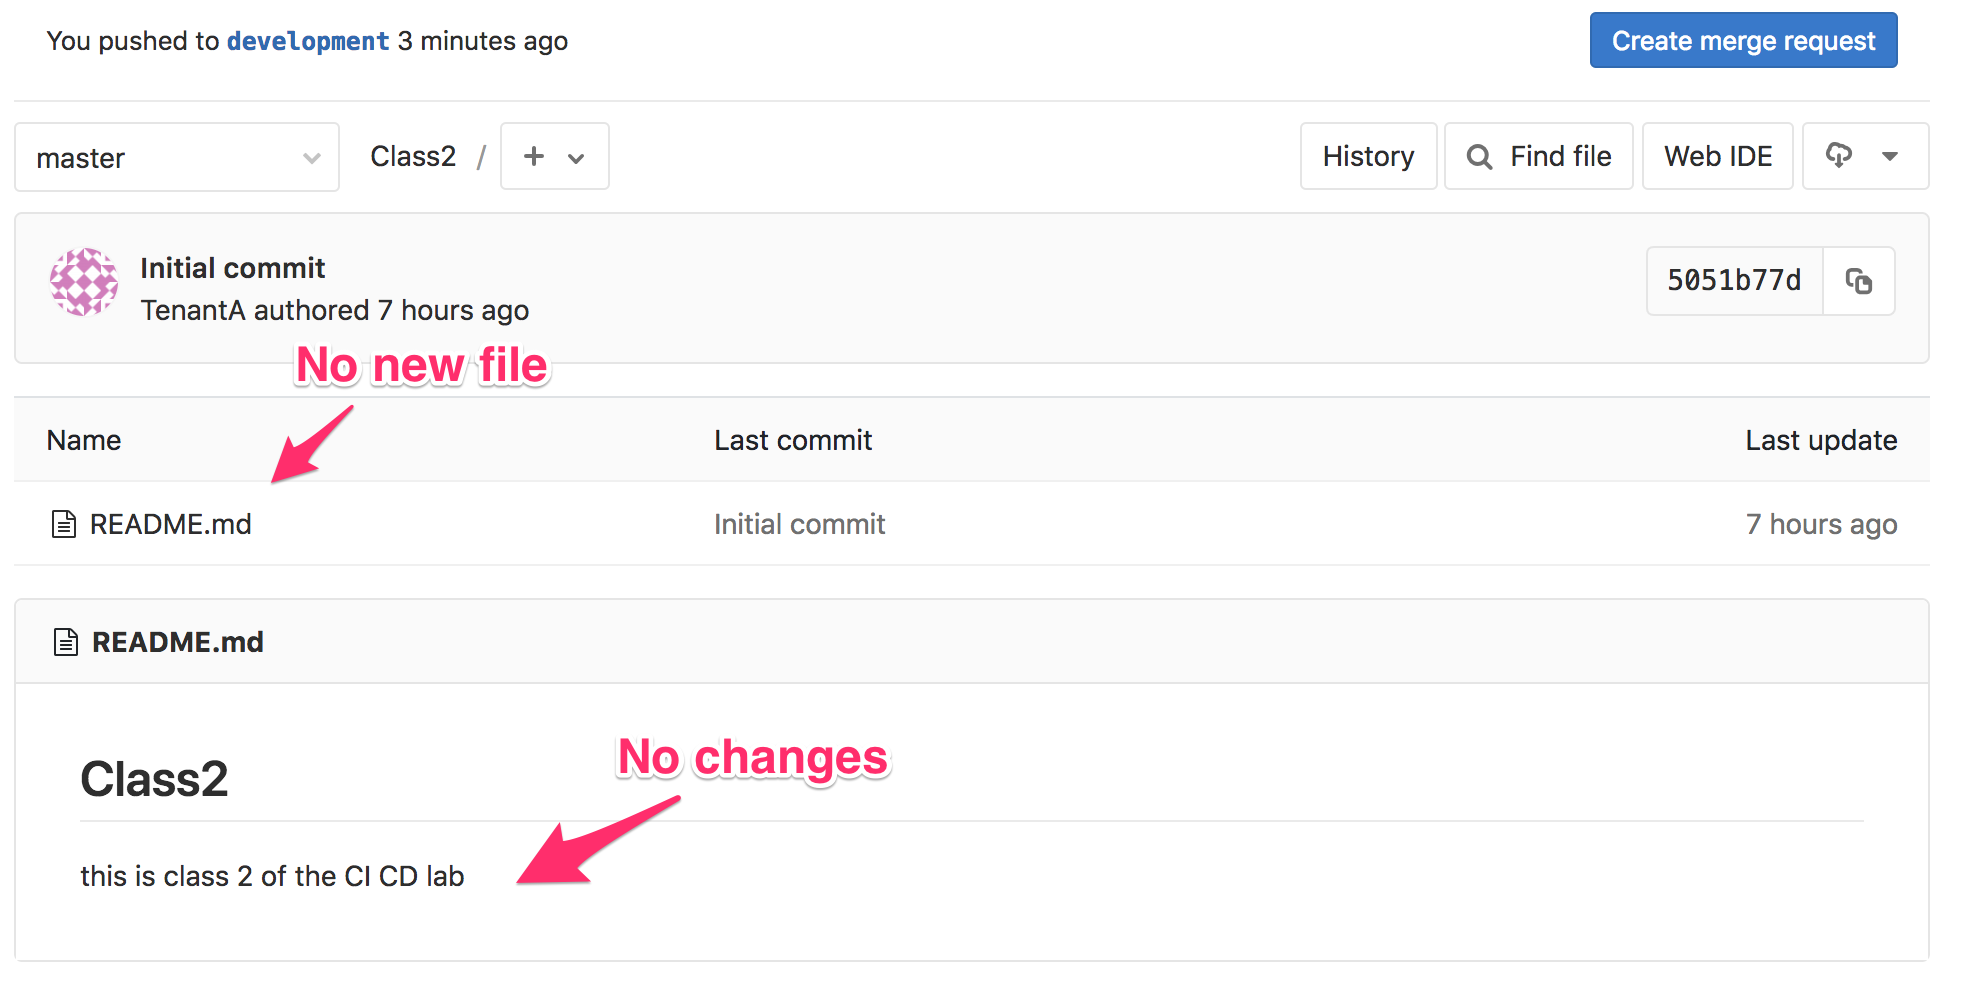 You pushed to development 3 minutes ago
Create merge request
master
Class2 / +
History
Find file
Web IDE
Initial commit
TenantA authored 7 hours ago
5051b77d
No new file
Name Last commit Last update
README.md Initial commit 7 hours ago
README.md
Class2
No changes
this is class 2 of the CI CD lab